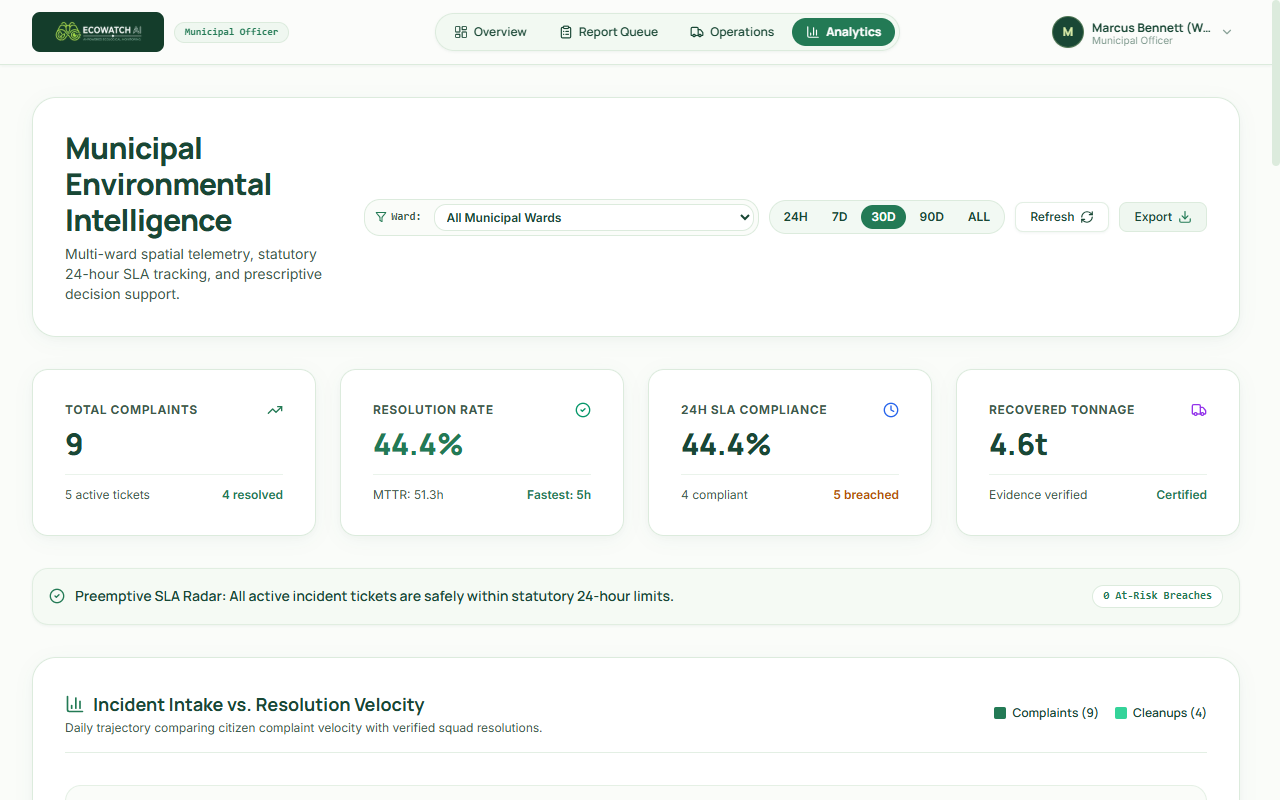 ECOWATCH AI
Municipal Officer
Overview
Report Queue
Operations
Analytics
M
Marcus Bennett (W...
Municipal Officer
Municipal
Environmental
Intelligence
Multi-ward spatial telemetry, statutory
24-hour SLA tracking, and prescriptive
decision support.
Ward:
All Municipal Wards
24H
7D
30D
90D
ALL
Refresh
Export
TOTAL COMPLAINTS
9
5 active tickets
4 resolved
RESOLUTION RATE
44.4%
MTTR: 51.3h
Fastest: 5h
24H SLA COMPLIANCE
44.4%
4 compliant
5 breached
RECOVERED TONNAGE
4.6t
Evidence verified
Certified
Preemptive SLA Radar: All active incident tickets are safely within statutory 24-hour limits.
0 At-Risk Breaches
Incident Intake vs. Resolution Velocity
Daily trajectory comparing citizen complaint velocity with verified squad resolutions.
Complaints (9)
Cleanups (4)